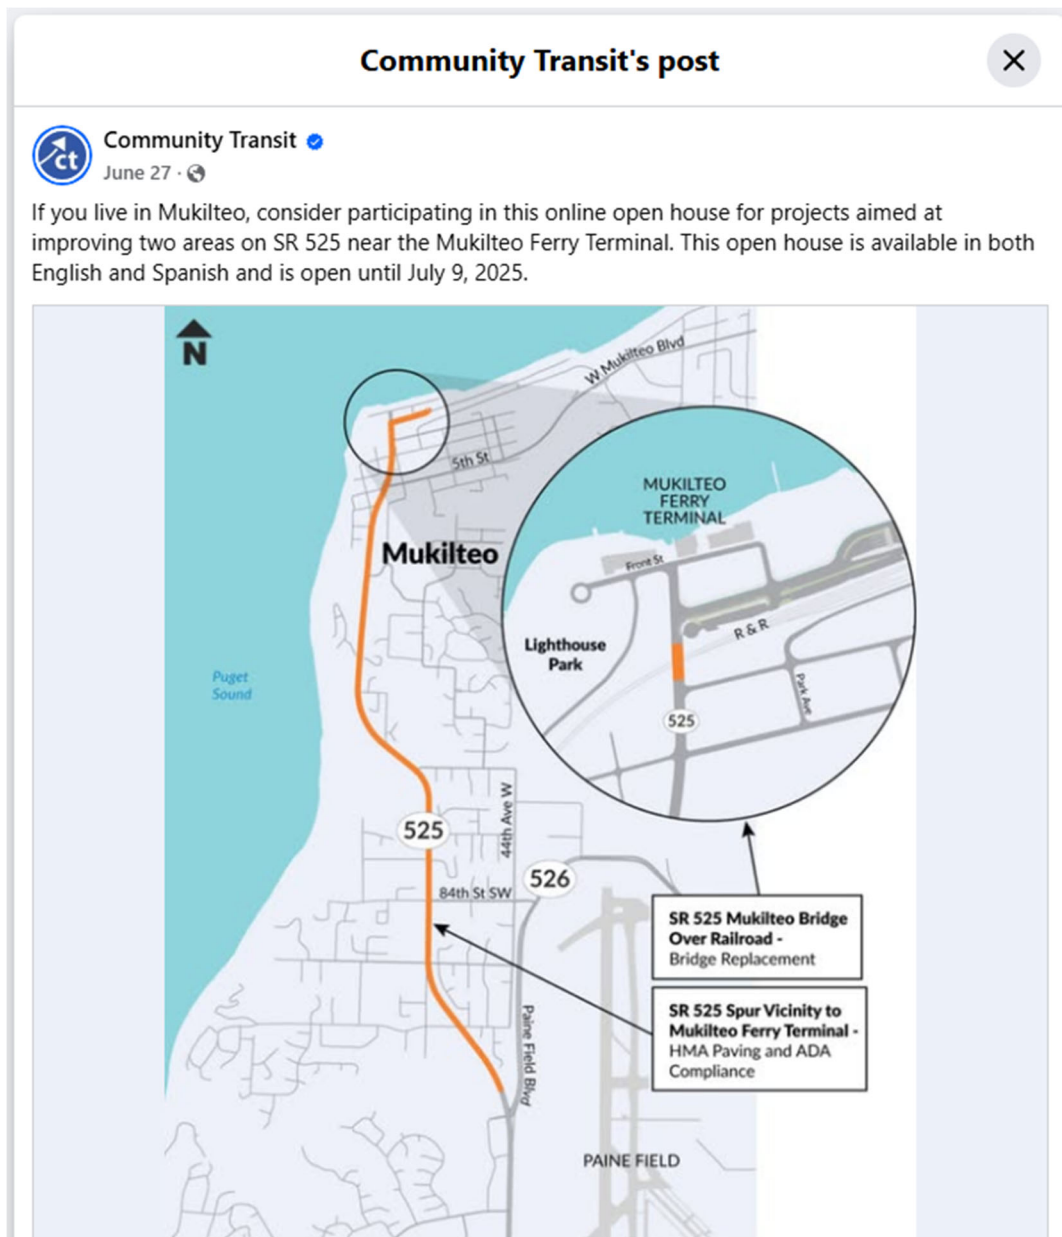 Community Transit's post
Community Transit
ct
June 27 ·
If you live in Mukilteo, consider participating in this online open house for projects aimed at
improving two areas on SR 525 near the Mukilteo Ferry Terminal. This open house is available in both
English and Spanish and is open until July 9, 2025.
N
W Mukilteo Blvd
5th St
MUKILTEO
FERRY
TERMINAL
Mukilteo
Front St
R & R
Lighthouse
Park
Park Ave
Puget
Sound
525
44th Ave W
525
526
84th St SW
SR 525 Mukilteo Bridge
Over Railroad -
Bridge Replacement
SR 525 Spur Vicinity to
Mukilteo Ferry Terminal -
HMA Paving and ADA
Compliance
Paine Field Blvd
PAINE FIELD